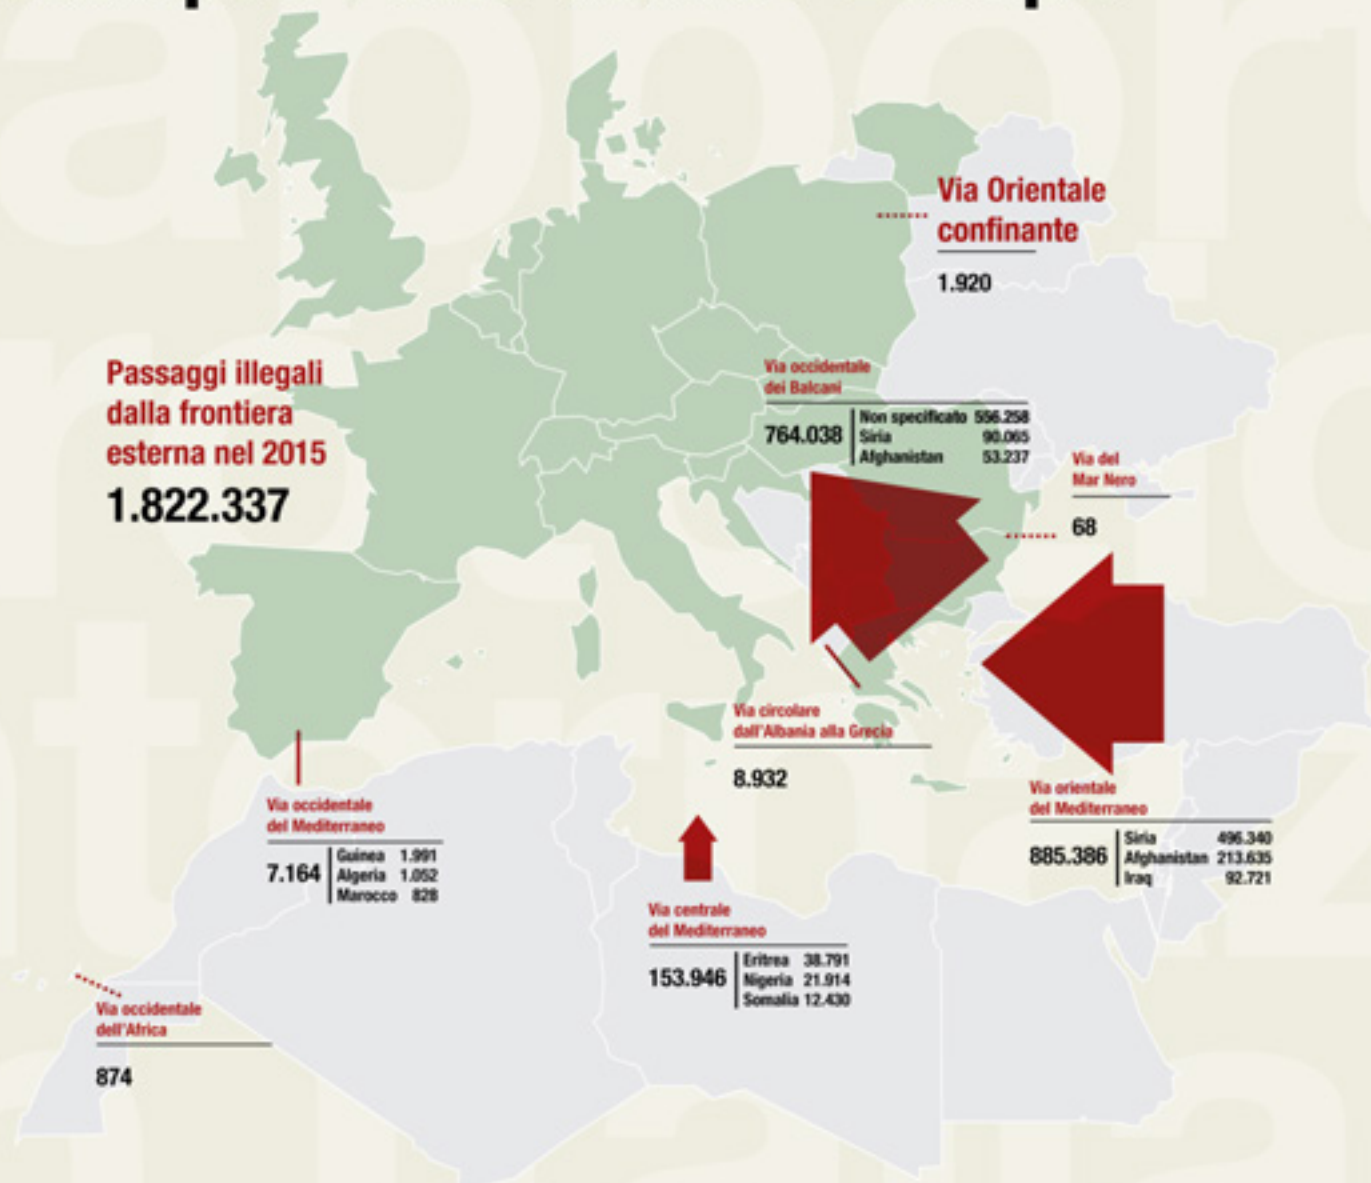 Via Orientale
confinante
1.920
Passaggi illegali
dalla frontiera
esterna nel 2015
1.822.337
Via occidentale
dei Balcani
764.038
Non specificato 556.258
Siria 90.065
Afghanistan 53.237
Via del
Mar Nero
68
Via circolare
dall'Albania alla Grecia
8.932
Via orientale
del Mediterraneo
885.386
Siria 496.340
Afghanistan 213.635
Iraq 92.721
Via occidentale
del Mediterraneo
7.164
Guinea 1.991
Algeria 1.052
Marocco 828
Via centrale
del Mediterraneo
153.946
Eritrea 38.791
Nigeria 21.914
Somalia 12.430
Via occidentale
dell'Africa
874